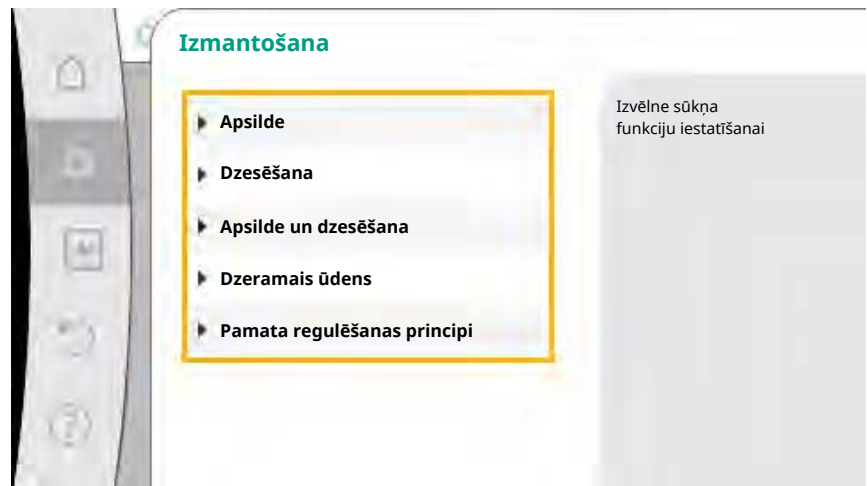 Izmantošana
Apsilde
Dzesēšana
Apsilde un dzesēšana
Dzeramais ūdens
Pamata regulēšanas principi
Izvēlne sūkņa
funkciju iestatīšanai